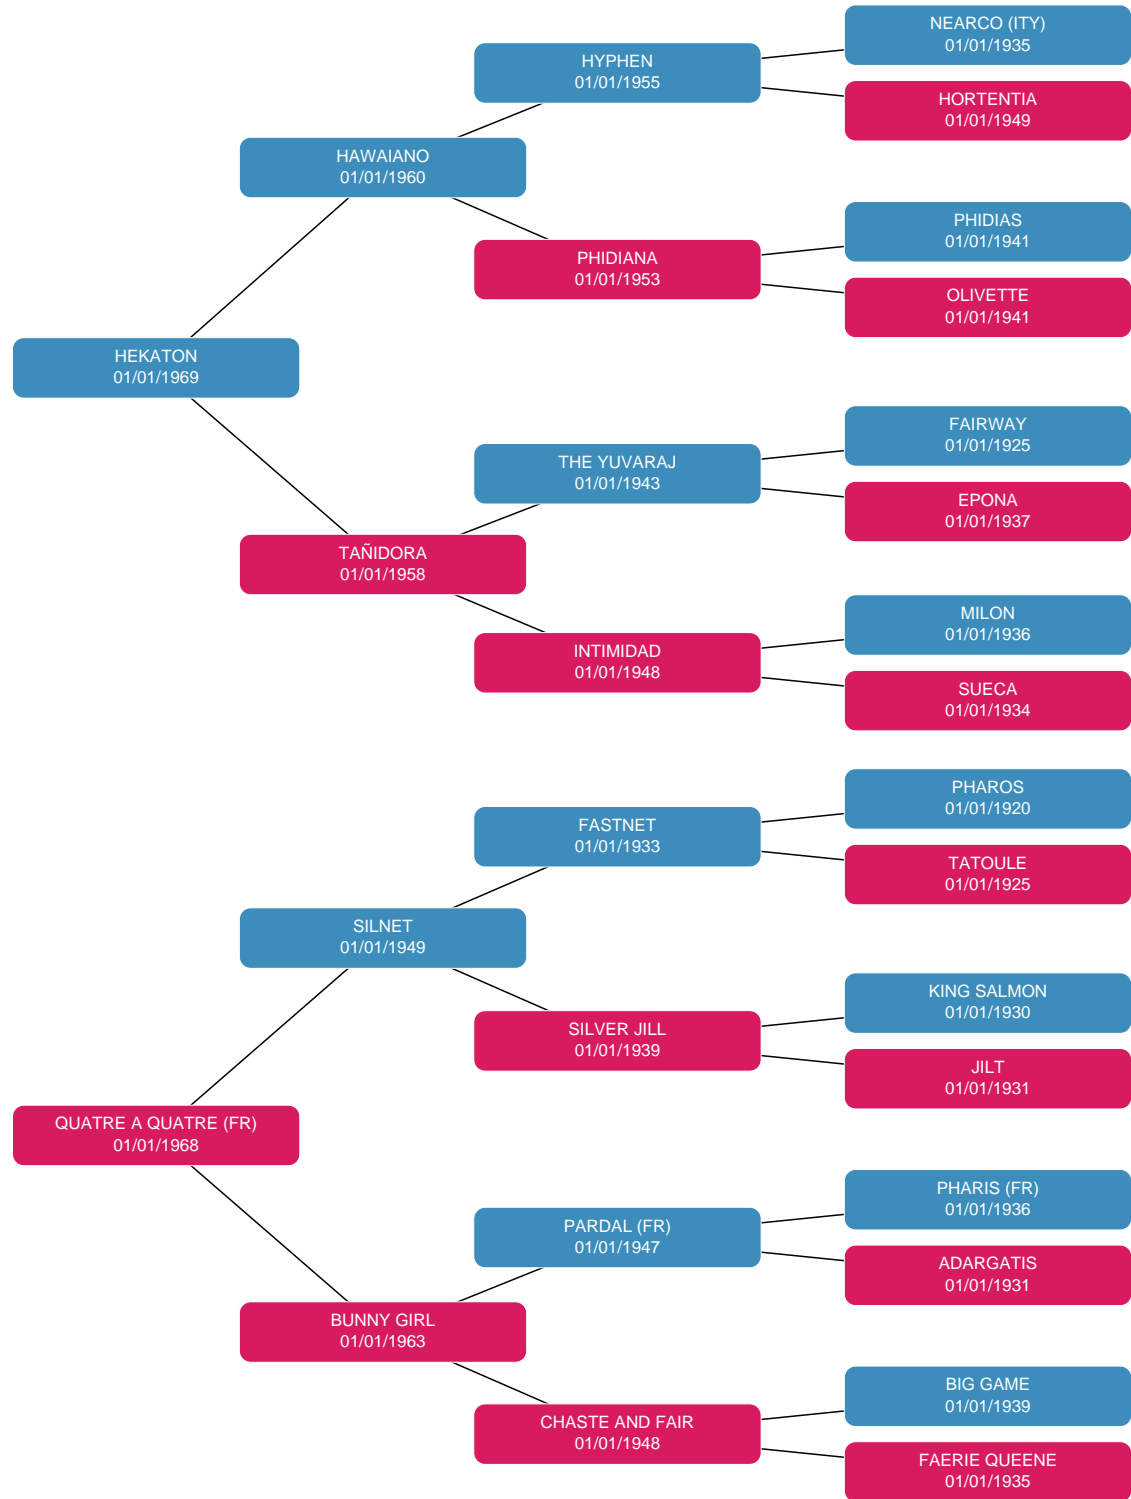 NEARCO (ITY)
01/01/1935
HYPHEN
01/01/1955
HORTENTIA
01/01/1949
HAWAIANO
01/01/1960
PHIDIAS
01/01/1941
PHIDIANA
01/01/1953
OLIVETTE
01/01/1941
HEKATON
01/01/1969
FAIRWAY
01/01/1925
THE YUVARAJ
01/01/1943
EPONA
01/01/1937
TAÑIDORA
01/01/1958
MILON
01/01/1936
INTIMIDAD
01/01/1948
SUECA
01/01/1934
PHAROS
01/01/1920
FASTNET
01/01/1933
TATOULE
01/01/1925
SILNET
01/01/1949
KING SALMON
01/01/1930
SILVER JILL
01/01/1939
JILT
01/01/1931
QUATRE A QUATRE (FR)
01/01/1968
PHARIS (FR)
01/01/1936
PARDAL (FR)
01/01/1947
ADARGATIS
01/01/1931
BUNNY GIRL
01/01/1963
BIG GAME
01/01/1939
CHASTE AND FAIR
01/01/1948
FAERIE QUEENE
01/01/1935